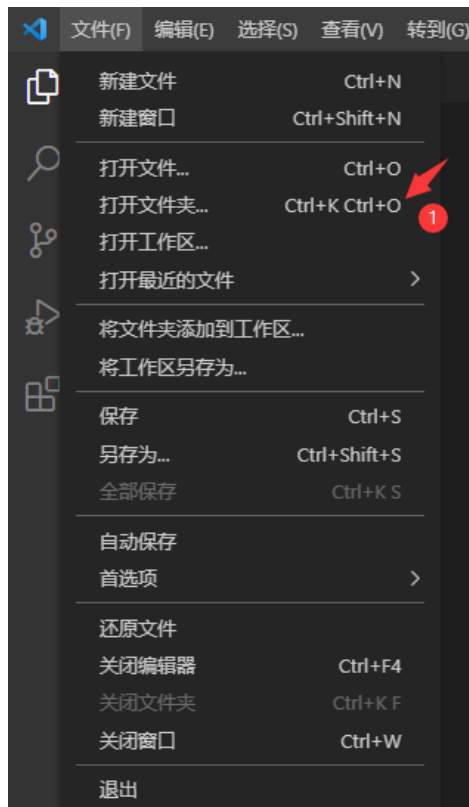 文件(F) 编辑(E) 选择(S) 查看(V) 转到(G)
新建文件 Ctrl+N
新建窗口 Ctrl+Shift+N
打开文件... Ctrl+O
打开文件夹... Ctrl+K Ctrl+O
1
打开工作区...
打开最近的文件
将文件夹添加到工作区...
将工作区另存为...
保存 Ctrl+S
另存为... Ctrl+Shift+S
全部保存 Ctrl+K S
自动保存
首选项
还原文件
关闭编辑器 Ctrl+F4
关闭文件夹 Ctrl+K F
关闭窗口 Ctrl+W
退出